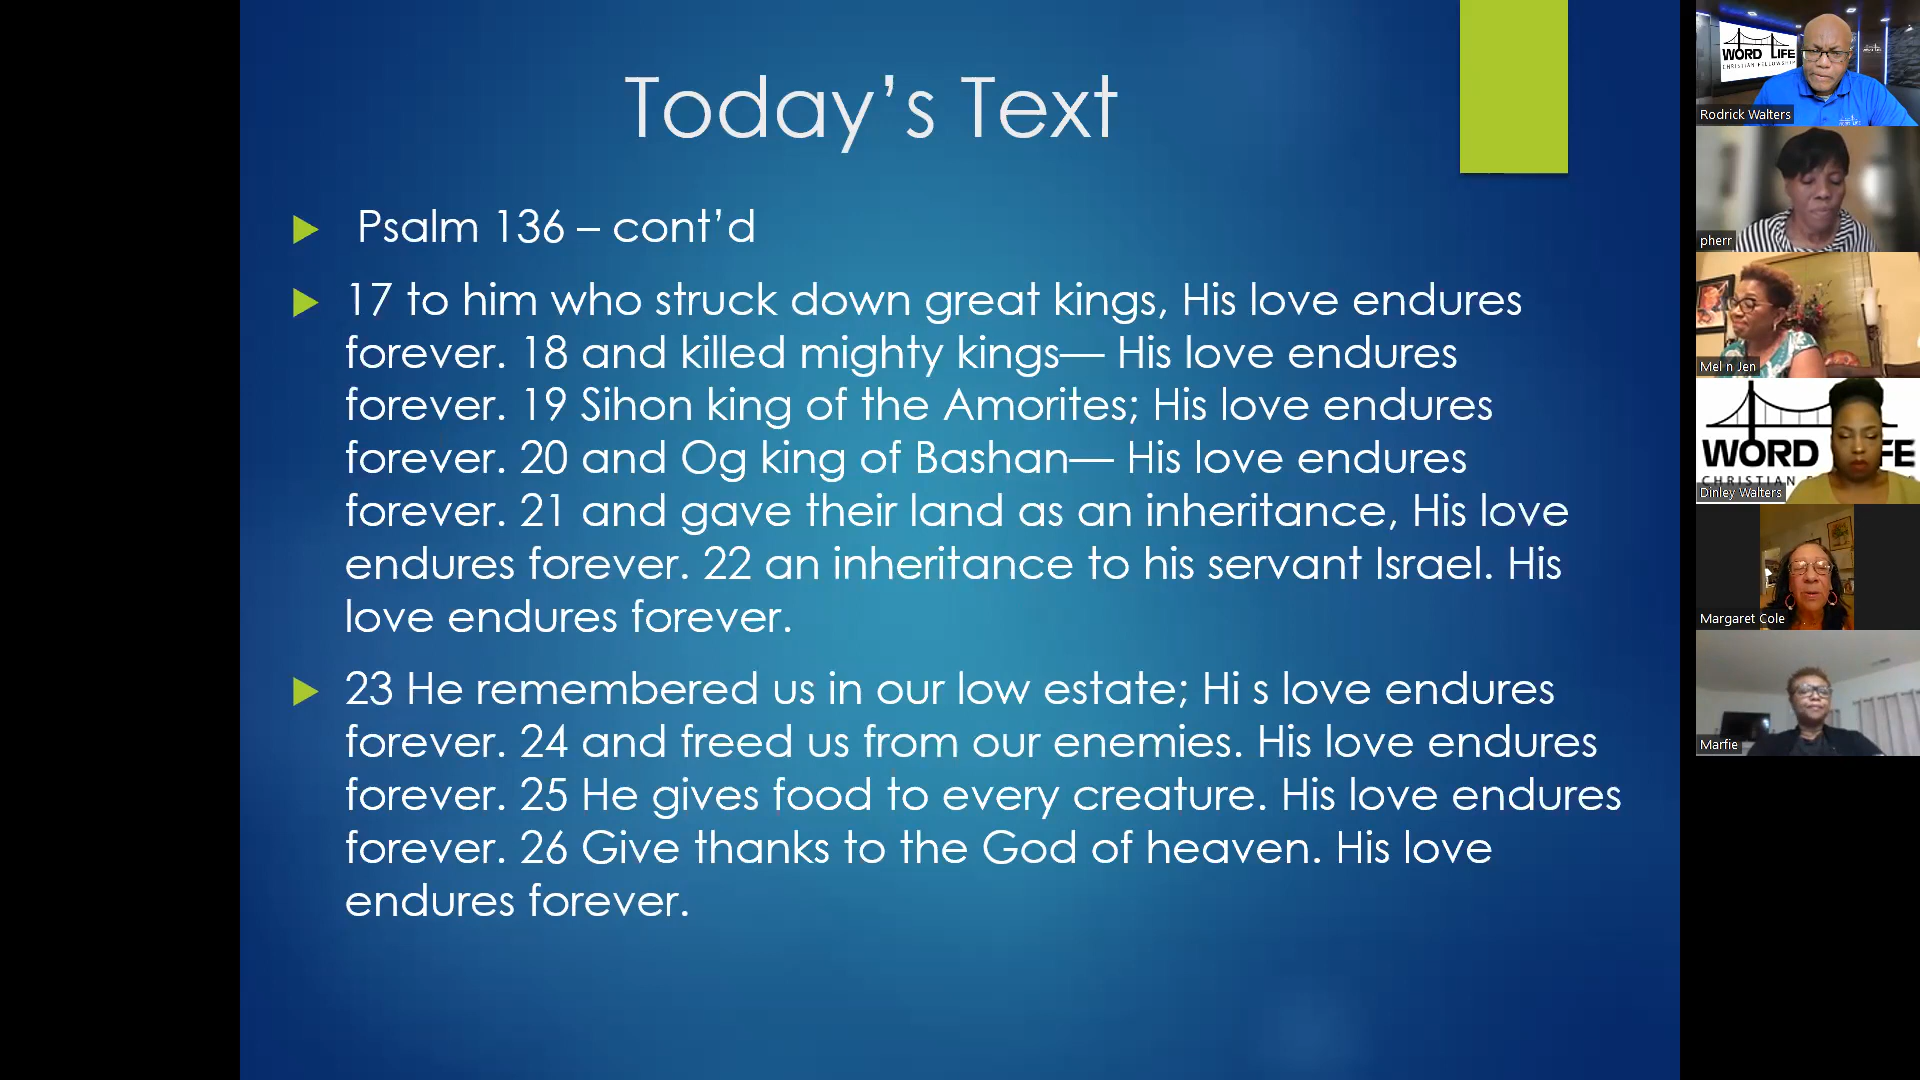 Today’s Text
Psalm 136 – cont’d
17 to him who struck down great kings, His love endures
forever. 18 and killed mighty kings— His love endures
forever. 19 Sihon king of the Amorites; His love endures
forever. 20 and Og king of Bashan— His love endures
forever. 21 and gave their land as an inheritance, His love
endures forever. 22 an inheritance to his servant Israel. His
love endures forever.
23 He remembered us in our low estate; Hi s love endures
forever. 24 and freed us from our enemies. His love endures
forever. 25 He gives food to every creature. His love endures
forever. 26 Give thanks to the God of heaven. His love
endures forever.
WORD LIFE
CHRISTIAN FELLOWSHIP
Rodrick Walters
pherr
Mel n Jen
WORD FE
CHRISTIAN F
Dinley Walters
Margaret Cole
Marfie